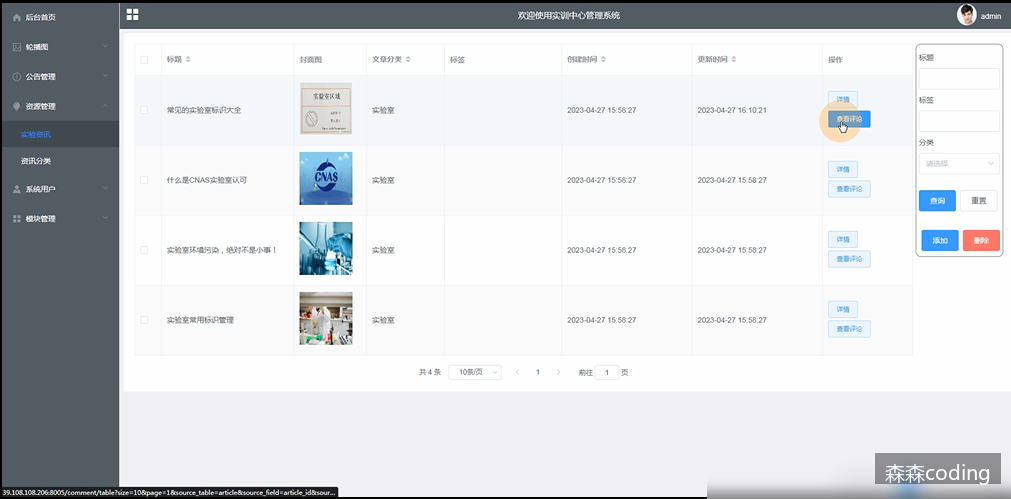 后台首页
轮播图
公告管理
资源管理
实验资讯
资讯分类
系统用户
模块管理
欢迎使用实训中心管理系统
admin
标题 封面图 文章分类 标签 创建时间 更新时间 操作
常见的实验室标识大全 实验室 2023-04-27 15:58:27 2023-04-27 16:10:21 详情
查看评论
实验室区域
什么是CNAS实验室认可 实验室 2023-04-27 15:58:27 2023-04-27 15:58:27 详情
查看评论
CNAS
实验室环境污染，绝对不是小事！ 实验室 2023-04-27 15:58:27 2023-04-27 15:58:27 详情
查看评论
实验室常用标识管理 实验室 2023-04-27 15:58:27 2023-04-27 15:58:27 详情
查看评论
共 4 条 10条/页 1 前往 1 页
标题
标签
分类
请选择
查询 重置
添加 删除
39.108.108.206:8005/comment/table?size=10&page=1&source_table=article&source_field=article_id&sour...
森森coding